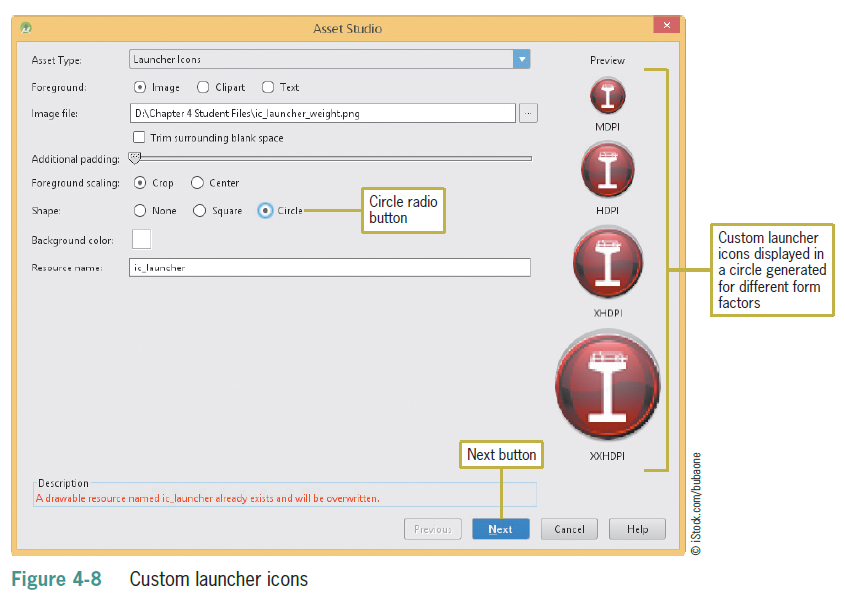 Asset Studio
Asset Type:
Launcher Icons
Preview
Foreground:
Image
Clipart
Text
Image file:
D:\Chapter 4 Student Files\ic_launcher_weight.png
...
MDPI
Trim surrounding blank space
Additional padding:
Foreground scaling:
Crop
Center
Shape:
None
Square
Circle
Circle radio
button
HDPI
Background color:
Resource name:
ic_launcher
Custom launcher
icons displayed in
a circle generated
for different form
factors
XHDPI
Next button
XXHDPI
Description
A drawable resource named ic_launcher already exists and will be overwritten.
Previous
Next
Cancel
Help
© iStock.com/bubaone
Figure 4-8 Custom launcher icons